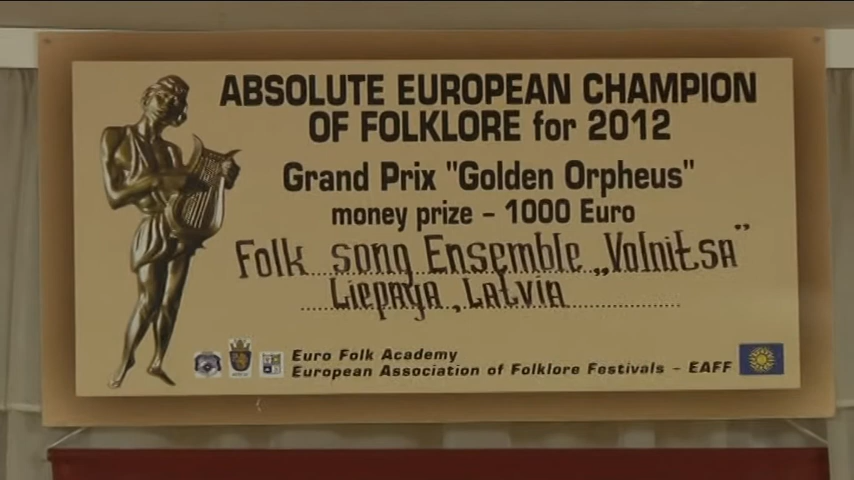 ABSOLUTE EUROPEAN CHAMPION
OF FOLKLORE for 2012
Grand Prix "Golden Orpheus"
money prize – 1000 Euro
Folk song Ensemble „Volnitsa”
Liepaya, Latvia
Euro Folk Academy
European Association of Folklore Festivals – EAFF